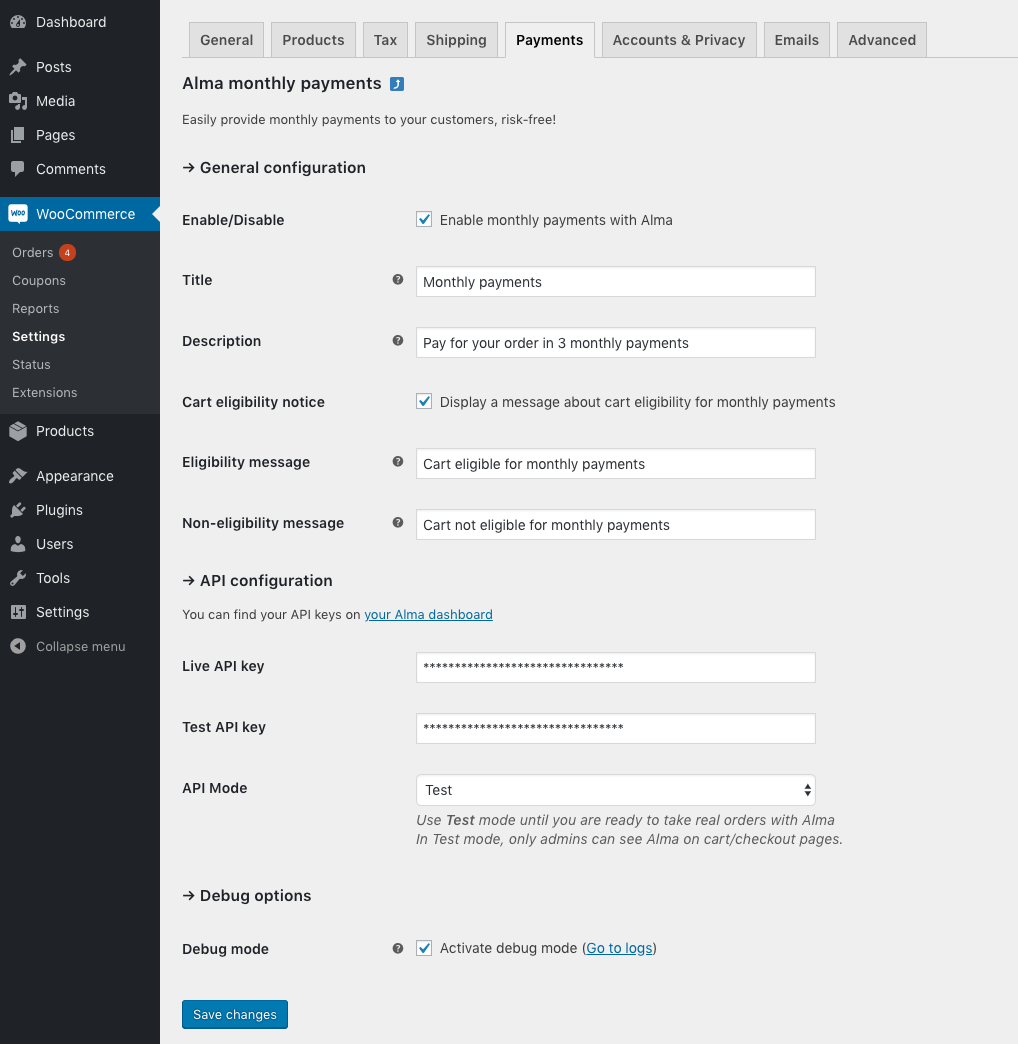 Dashboard
Posts
Media
Pages
Comments
Woo WooCommerce
Orders 4
Coupons
Reports
Settings
Status
Extensions
Products
Appearance
Plugins
Users
Tools
Settings
Collapse menu
General Products Tax Shipping Payments Accounts & Privacy Emails Advanced
Alma monthly payments ⤴
Easily provide monthly payments to your customers, risk-free!
→ General configuration
Enable/Disable Enable monthly payments with Alma
Title ? Monthly payments
Description ? Pay for your order in 3 monthly payments
Cart eligibility notice Display a message about cart eligibility for monthly payments
Eligibility message ? Cart eligible for monthly payments
Non-eligibility message ? Cart not eligible for monthly payments
→ API configuration
You can find your API keys on your Alma dashboard
Live API key ********************************
Test API key ********************************
API Mode Test
Use Test mode until you are ready to take real orders with Alma
In Test mode, only admins can see Alma on cart/checkout pages.
→ Debug options
Debug mode ? Activate debug mode (Go to logs)
Save changes